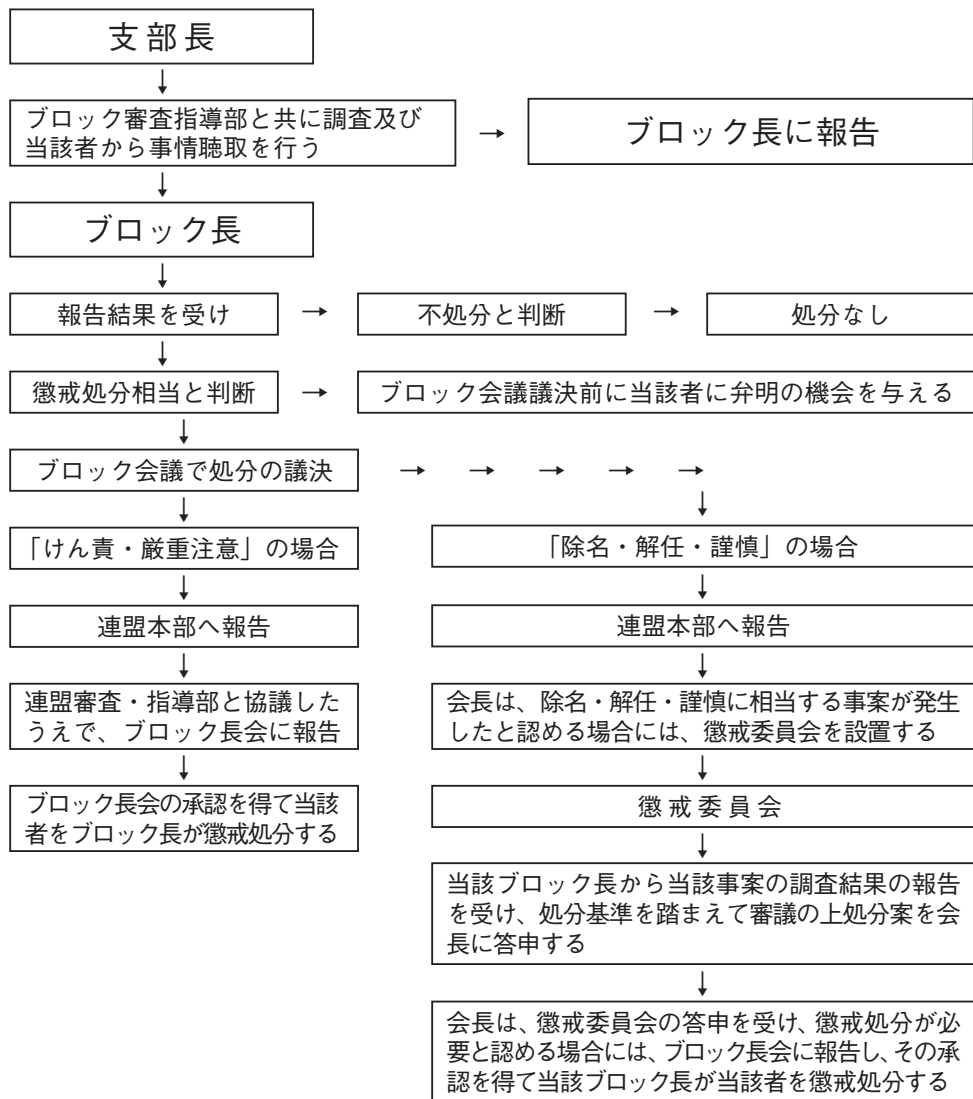 支部長
↓
ブロック審査指導部と共に調査及び
当該者から事情聴取を行う
→
ブロック長に報告
↓
ブロック長
↓
報告結果を受け → 不処分と判断 → 処分なし
↓
懲戒処分相当と判断 → ブロック会議議決前に当該者に弁明の機会を与える
↓
ブロック会議で処分の議決 → → → → →
↓
「けん責・厳重注意」の場合
↓
連盟本部へ報告
↓
連盟審査・指導部と協議した
うえで、ブロック長会に報告
↓
ブロック長会の承認を得て当該
者をブロック長が懲戒処分する
↓
「除名・解任・謹慎」の場合
↓
連盟本部へ報告
↓
会長は、除名・解任・謹慎に相当する事案が発生
したと認める場合には、懲戒委員会を設置する
↓
懲戒委員会
↓
当該ブロック長から当該事案の調査結果の報告
を受け、処分基準を踏まえて審議の上処分案を会
長に答申する
↓
会長は、懲戒委員会の答申を受け、懲戒処分が必
要と認める場合には、ブロック長会に報告し、その承
認を得て当該ブロック長が当該者を懲戒処分する